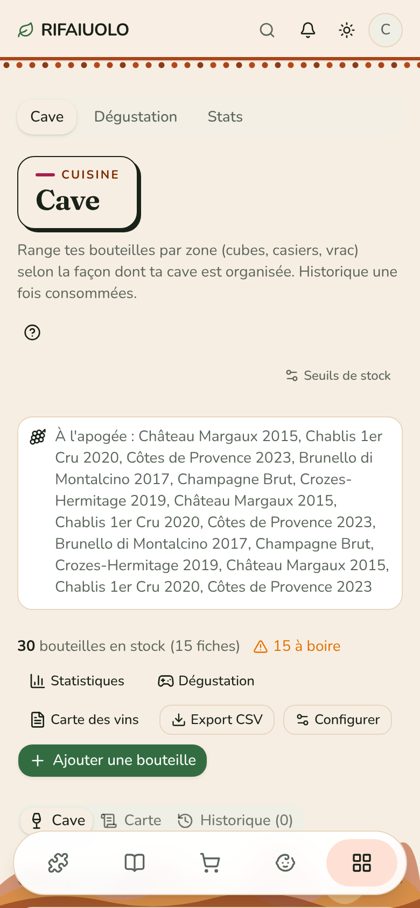 RIFAIUOLO
C
Cave Dégustation Stats
CUISINE
Cave
Range tes bouteilles par zone (cubes, casiers, vrac)
selon la façon dont ta cave est organisée. Historique une
fois consommées.
Seuils de stock
À l'apogée : Château Margaux 2015, Chablis 1er
Cru 2020, Côtes de Provence 2023, Brunello di
Montalcino 2017, Champagne Brut, Crozes-
Hermitage 2019, Château Margaux 2015,
Chablis 1er Cru 2020, Côtes de Provence 2023,
Brunello di Montalcino 2017, Champagne Brut,
Crozes-Hermitage 2019, Château Margaux 2015,
Chablis 1er Cru 2020, Côtes de Provence 2023
30 bouteilles en stock (15 fiches) 15 à boire
Statistiques Dégustation
Carte des vins Export CSV Configurer
+ Ajouter une bouteille
Cave Carte Historique (0)